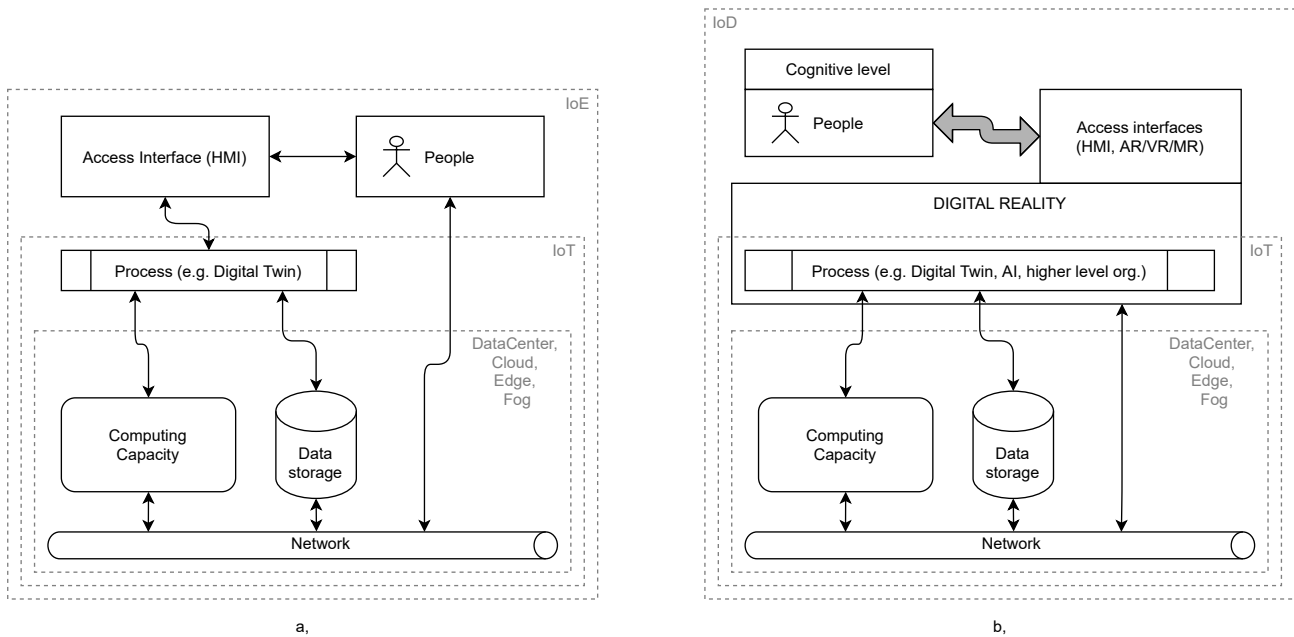 IoE
Access Interface (HMI)
People
IoT
Process (e.g. Digital Twin)
DataCenter,
Cloud,
Edge,
Fog
Computing
Capacity
Data
storage
Network
a,
IoD
Cognitive level
People
Access interfaces
(HMI, AR/VR/MR)
DIGITAL REALITY
IoT
Process (e.g. Digital Twin, AI, higher level org.)
DataCenter,
Cloud,
Edge,
Fog
Computing
Capacity
Data
storage
Network
b,